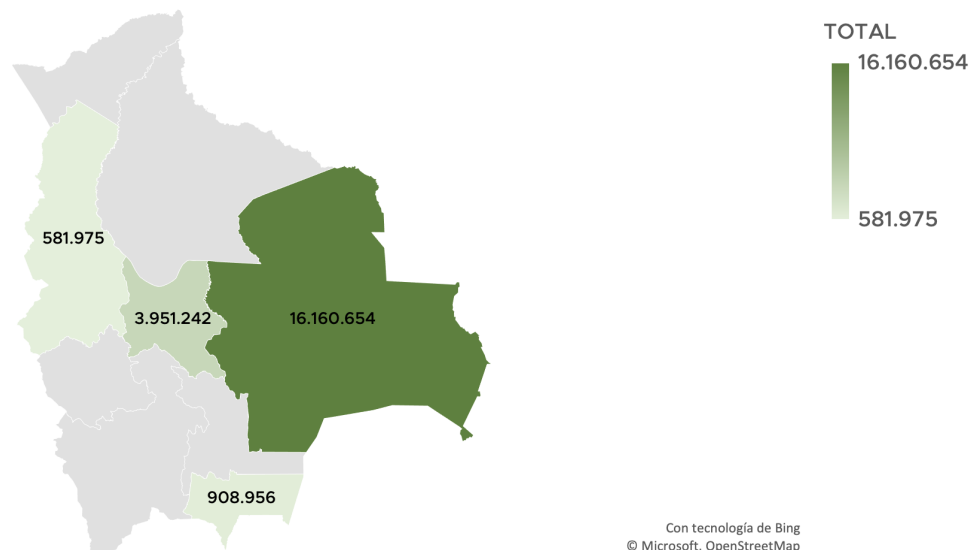 TOTAL
16.160.654
581.975
581.975
3.951.242
16.160.654
908.956
Con tecnología de Bing
© Microsoft, OpenStreetMap